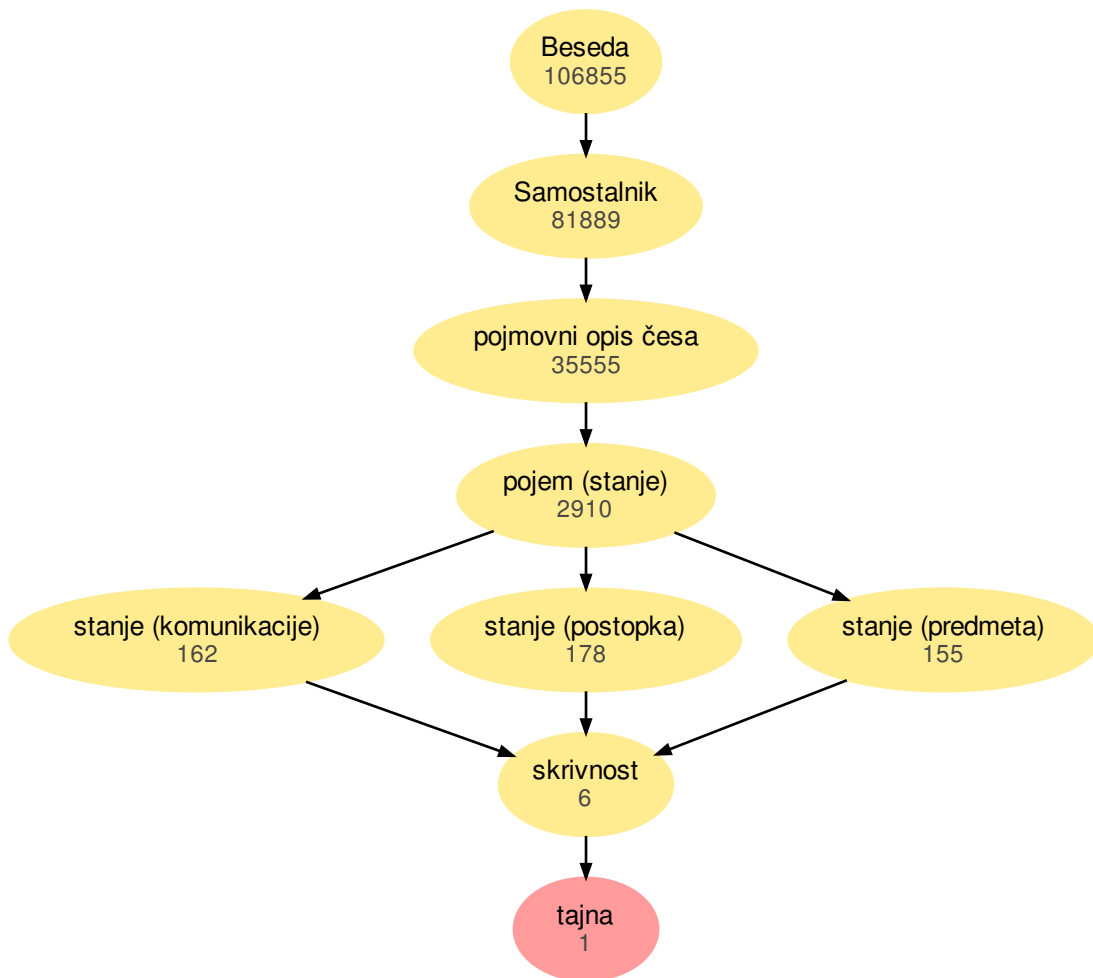 Beseda
106855
Samostalnik
81889
pojmovni opis česa
35555
pojem (stanje)
2910
stanje (komunikacije)
162
stanje (postopka)
178
stanje (predmeta)
155
skrivnost
6
tajna
1